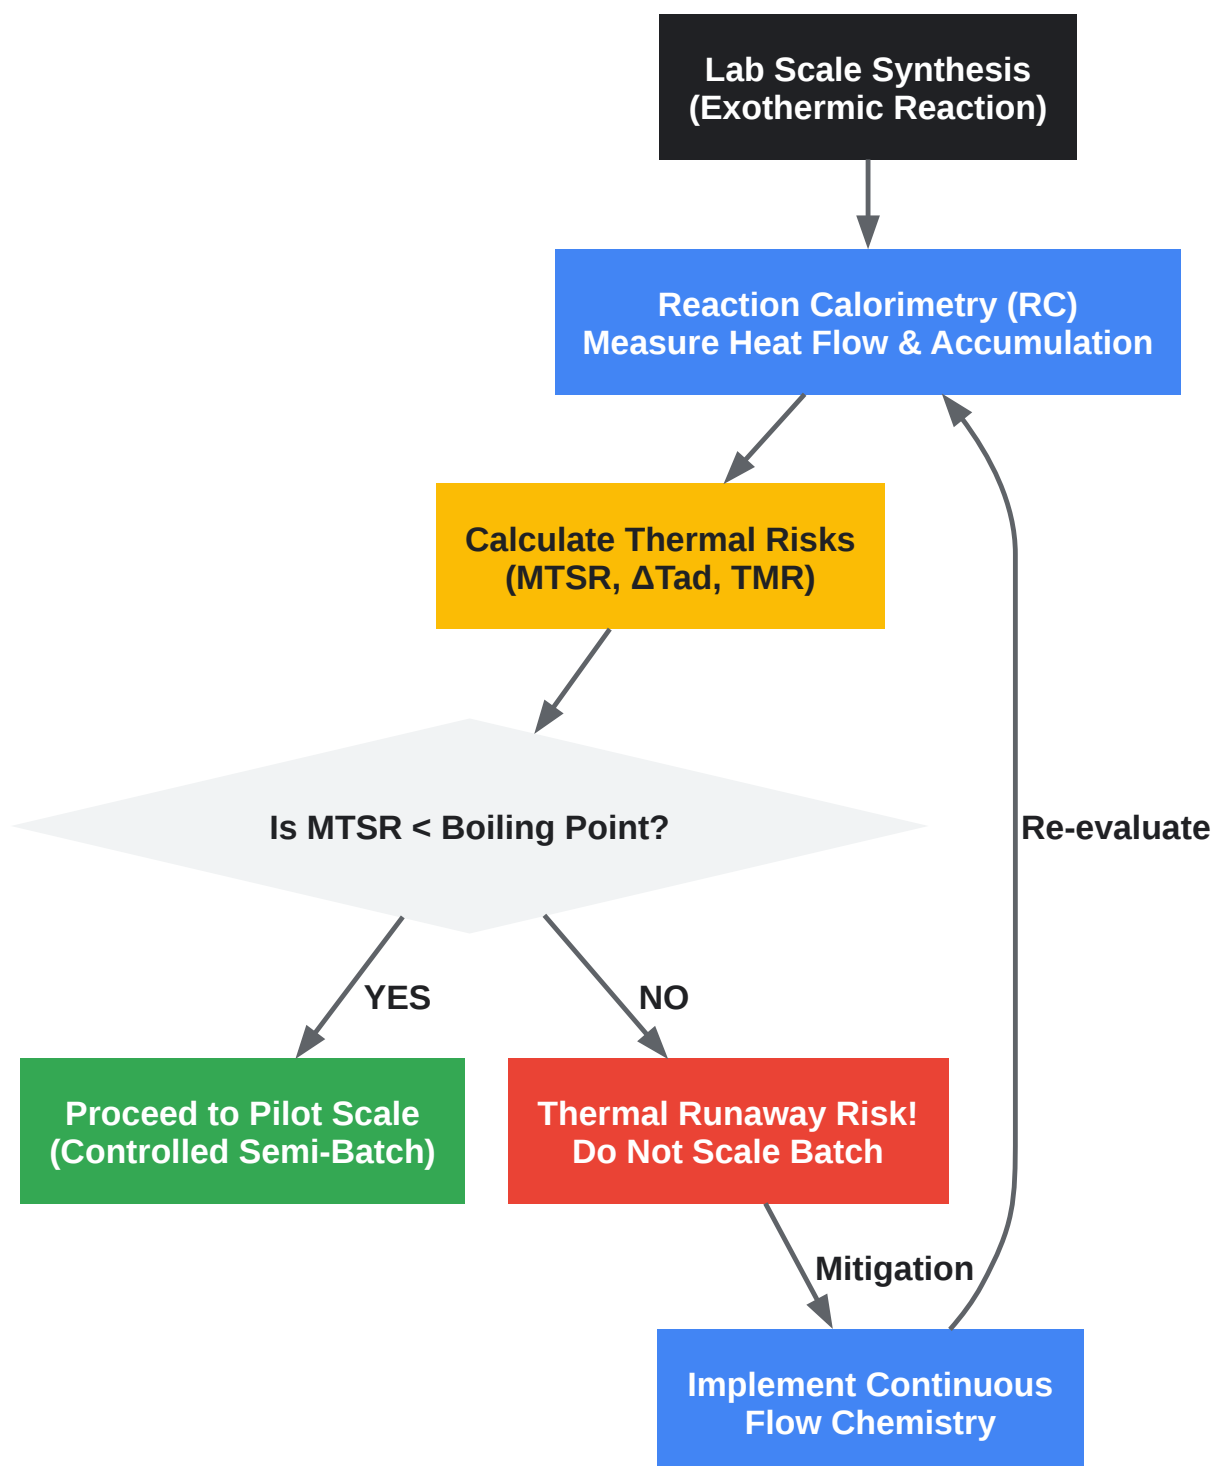 Lab Scale Synthesis
(Exothermic Reaction)
Reaction Calorimetry (RC)
Measure Heat Flow & Accumulation
Calculate Thermal Risks
(MTSR, ΔTad, TMR)
Is MTSR < Boiling Point?
Re-evaluate
YES
NO
Proceed to Pilot Scale
(Controlled Semi-Batch)
Thermal Runaway Risk!
Do Not Scale Batch
Mitigation
Implement Continuous
Flow Chemistry